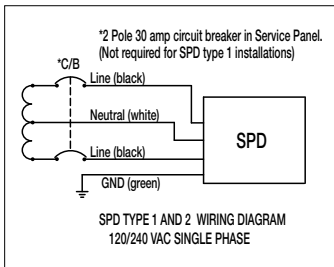 *2 Pole 30 amp circuit breaker in Service Panel.
(Not required for SPD type 1 installations)
*C/B
Line (black)
Neutral (white)
SPD
Line (black)
GND (green)
SPD TYPE 1 AND 2 WIRING DIAGRAM
120/240 VAC SINGLE PHASE